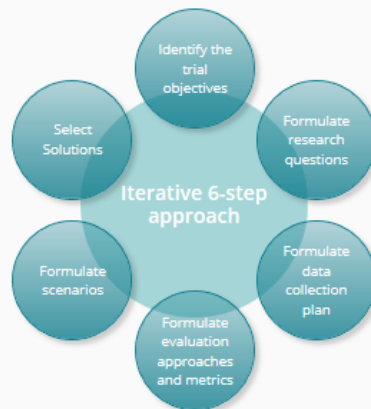 Identify the
trial
objectives
Formulate
research
questions
Formulate
data
collection
plan
Formulate
evaluation
approaches
and metrics
Formulate
scenarios
Select
Solutions
Iterative 6-step
approach